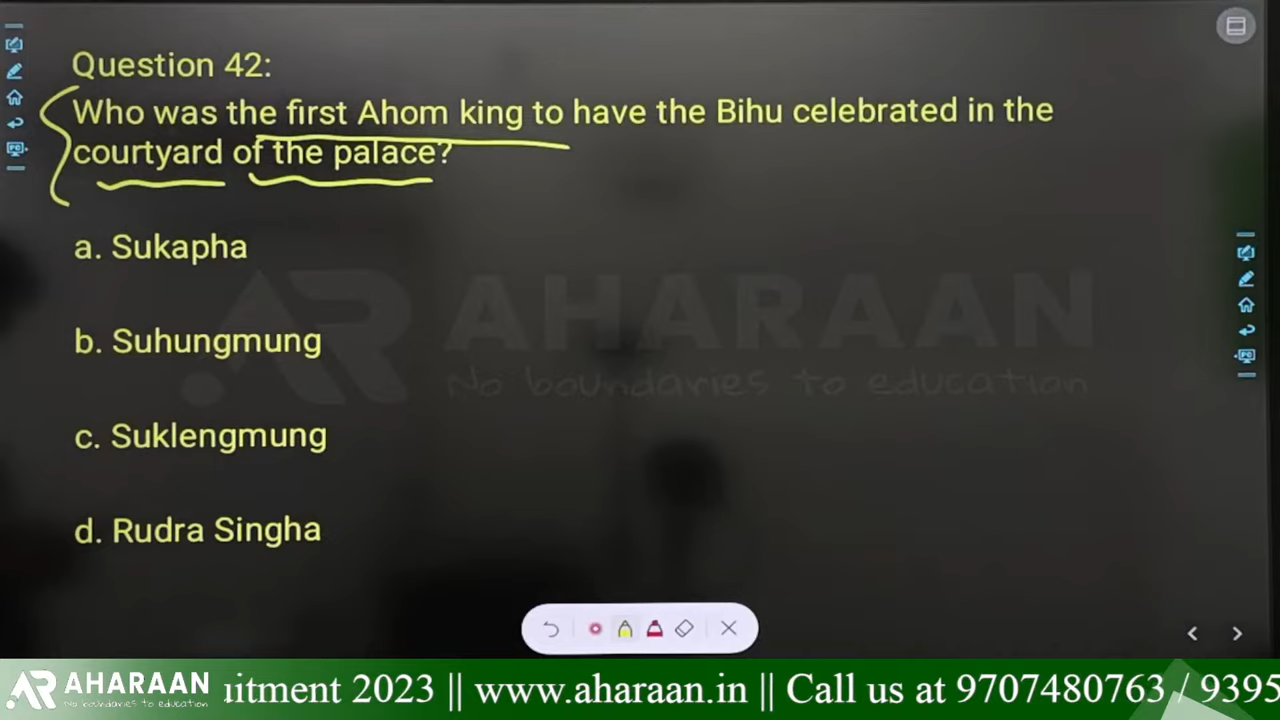 Question 42:
Who was the first Ahom king to have the Bihu celebrated in the
courtyard of the palace?
a. Sukapha
b. Suhungmung
c. Suklengmung
d. Rudra Singha
AHARAAN
No boundaries to education
AHARAAN
No boundaries to education
uitment 2023 || www.aharaan.in || Call us at 9707480763 / 9395